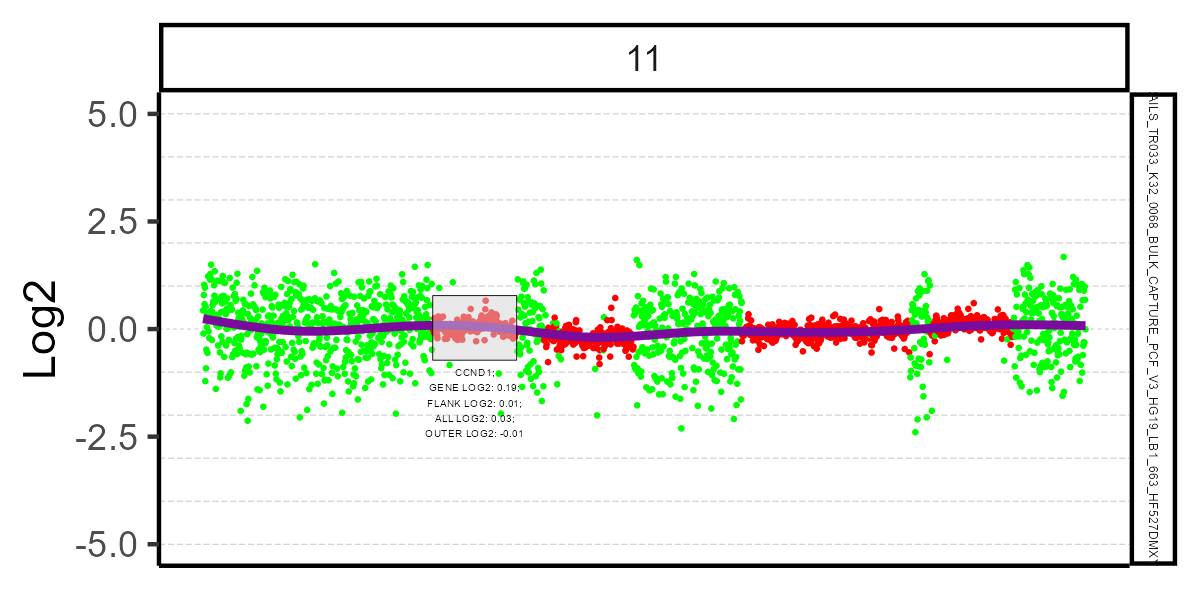 11
Log2
5.0
2.5
0.0
-2.5
-5.0
CCND1;
GENE LOG2: 0.19;
FLANK LOG2: 0.01;
ALL LOG2: 0.03;
OUTER LOG2: -0.01
AILS_TR033_K32_0068_BULK_CAPTURE_PCF_V3_HG19_LB1_663_HF527DMXY